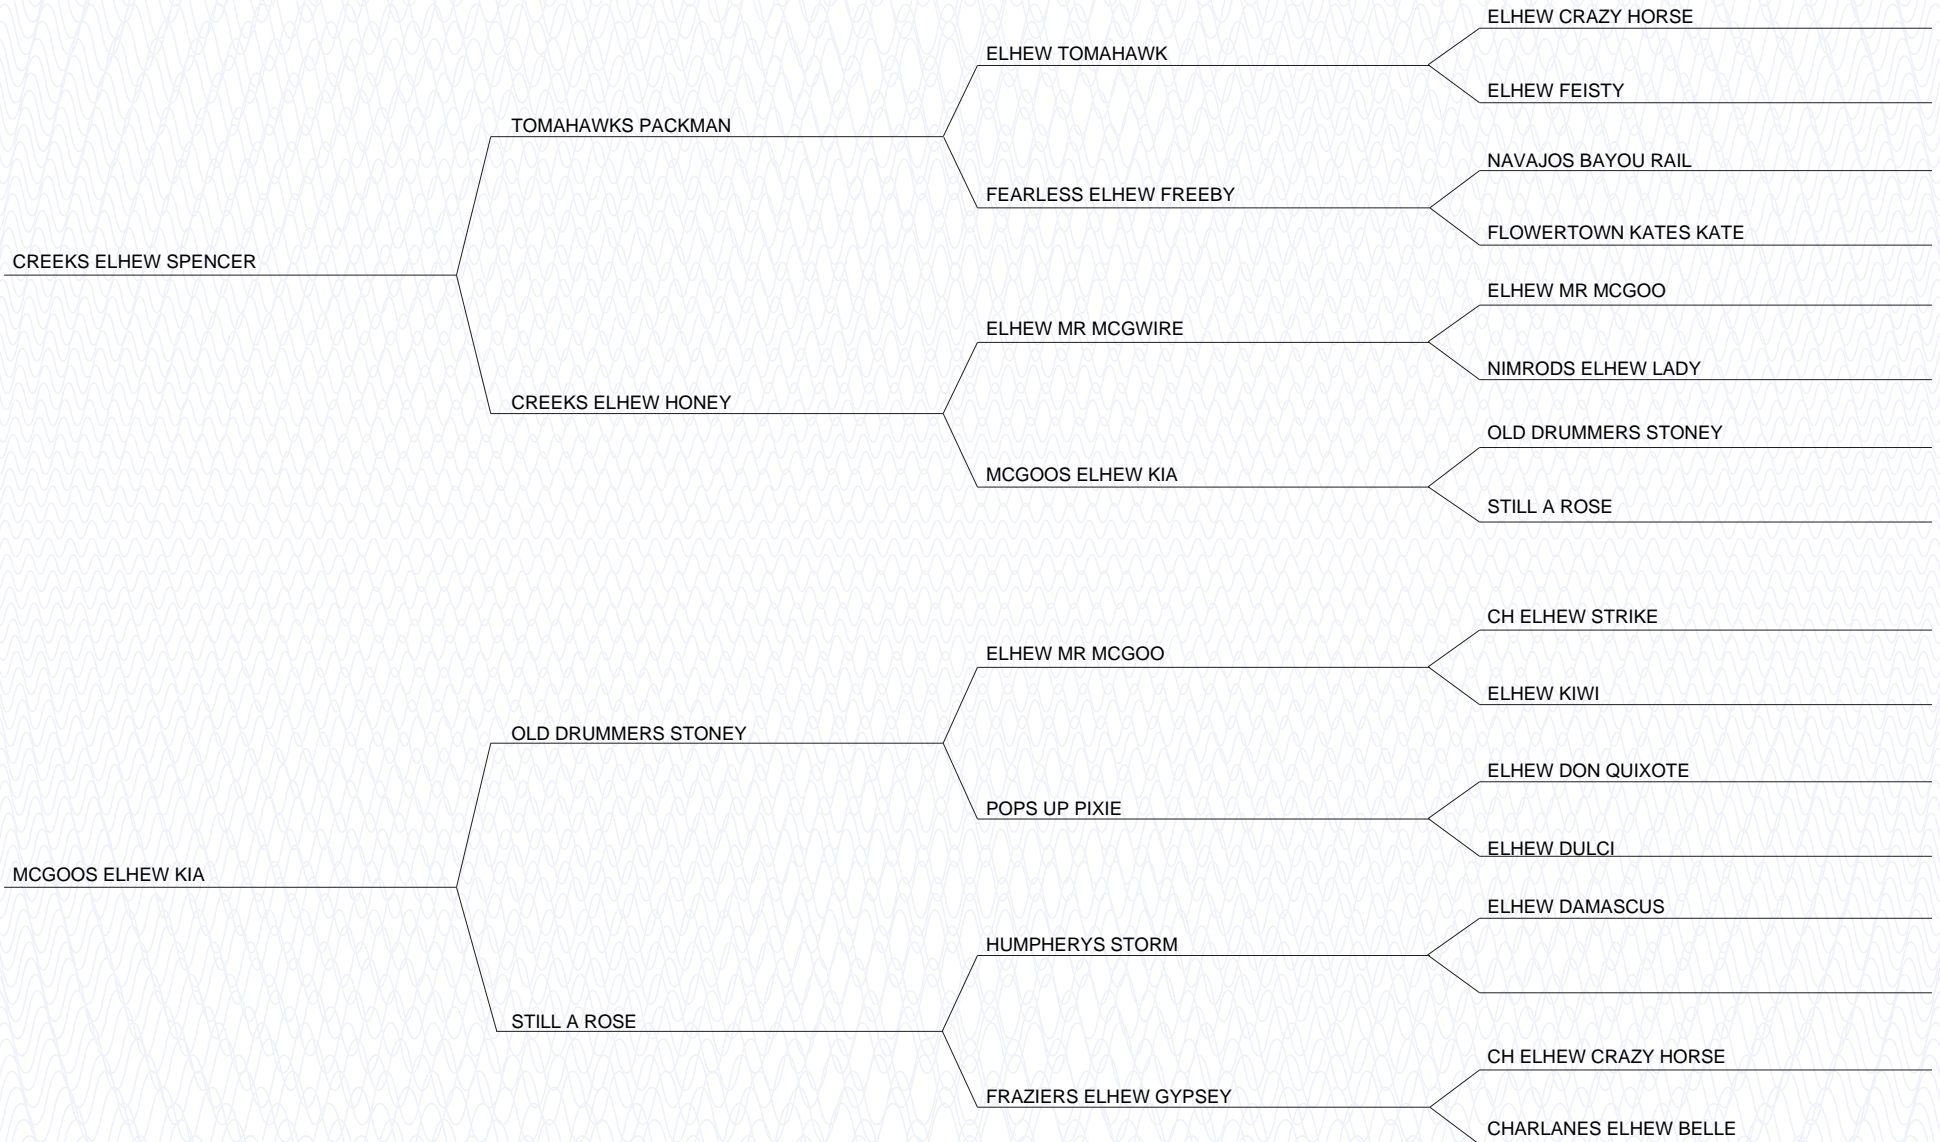 ELHEW CRAZY HORSE
ELHEW TOMAHAWK
ELHEW FEISTY
TOMAHAWKS PACKMAN
NAVAJOS BAYOU RAIL
FEARLESS ELHEW FREEBY
FLOWERTOWN KATES KATE
CREEKS ELHEW SPENCER
ELHEW MR MCGOO
ELHEW MR MCGWIRE
NIMRODS ELHEW LADY
CREEKS ELHEW HONEY
OLD DRUMMERS STONEY
MCGOOS ELHEW KIA
STILL A ROSE
CH ELHEW STRIKE
ELHEW MR MCGOO
ELHEW KIWI
OLD DRUMMERS STONEY
ELHEW DON QUIXOTE
POPS UP PIXIE
ELHEW DULCI
MCGOOS ELHEW KIA
ELHEW DAMASCUS
HUMPHERYS STORM
STILL A ROSE
CH ELHEW CRAZY HORSE
FRAZIERS ELHEW GYPSEY
CHARLANES ELHEW BELLE